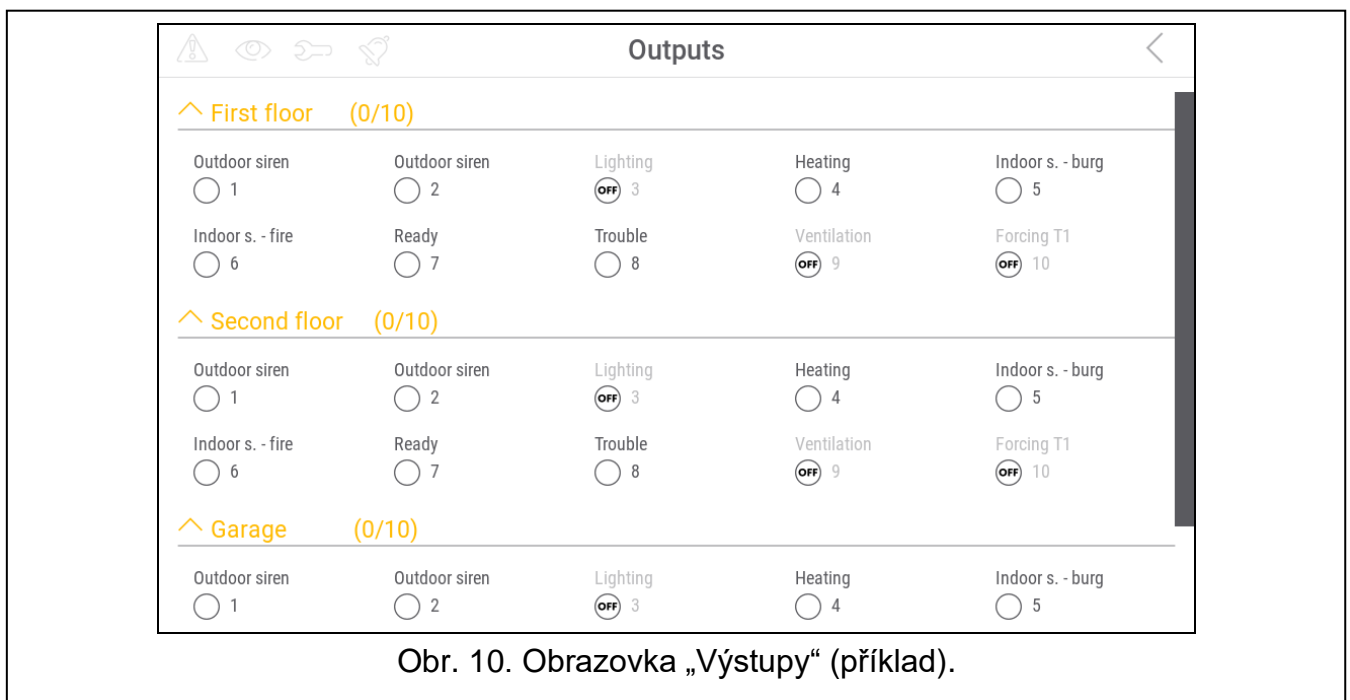 Outputs
First floor (0/10)
Outdoor siren Outdoor siren Lighting Heating Indoor s. - burg
1 2 OFF 3 4 5
Indoor s. - fire Ready Trouble Ventilation Forcing T1
6 7 8 OFF 9 OFF 10
Second floor (0/10)
Outdoor siren Outdoor siren Lighting Heating Indoor s. - burg
1 2 OFF 3 4 5
Indoor s. - fire Ready Trouble Ventilation Forcing T1
6 7 8 OFF 9 OFF 10
Garage (0/10)
Outdoor siren Outdoor siren Lighting Heating Indoor s. - burg
1 2 OFF 3 4 5
Obr. 10. Obrazovka „Výstupy“ (příklad).